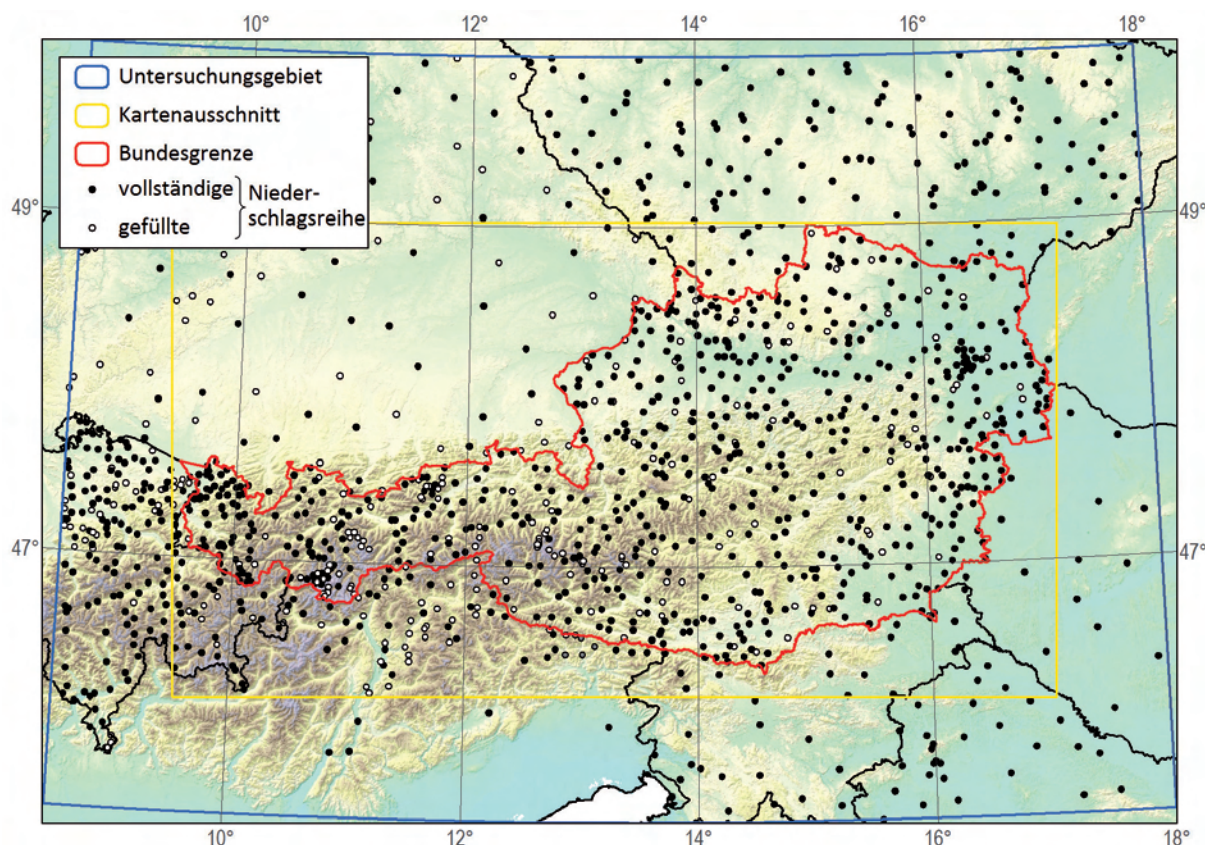 10° 12° 14° 16° 18°
Untersuchungsgebiet
Kartenausschnitt
Bundesgrenze
vollständige
gefüllte
Nieder-
schlagsreihe
49° 49°
47° 47°
10° 12° 14° 16° 18°